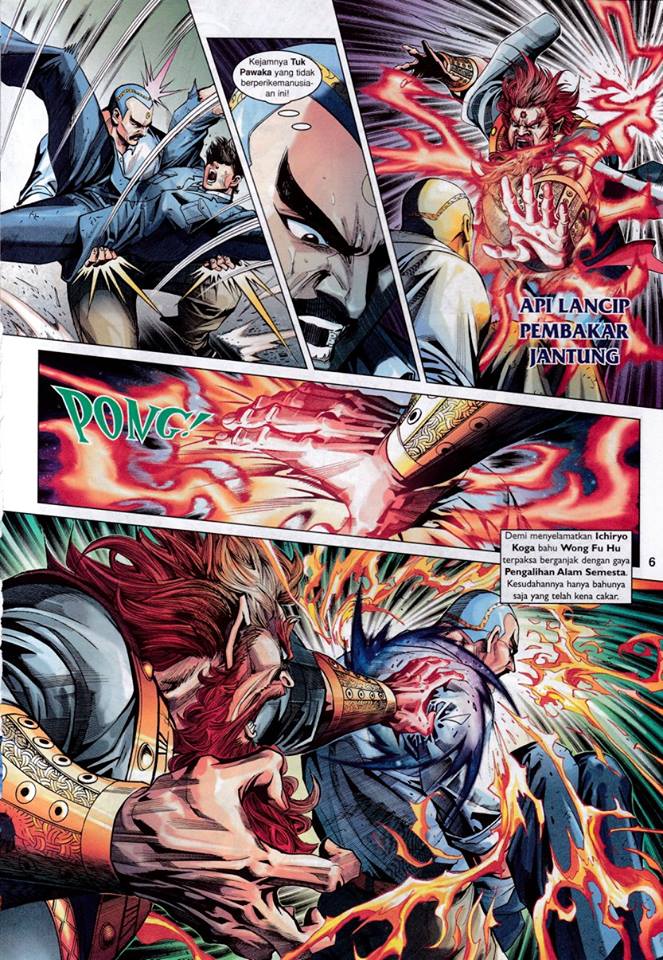 Kejamnya Tuk
Pawaka yang tidak
berperikemanusia-
an ini!
API LANCIP
PEMBAKAR
JANTUNG
PONG!
Demi menyelamatkan Ichiryo
Koga bahu Wong Fu Hu
terpaksa berganjak dengan gaya
Pengalihan Alam Semesta.
Kesudahannya hanya bahunya
saja yang telah kena cakar.
6